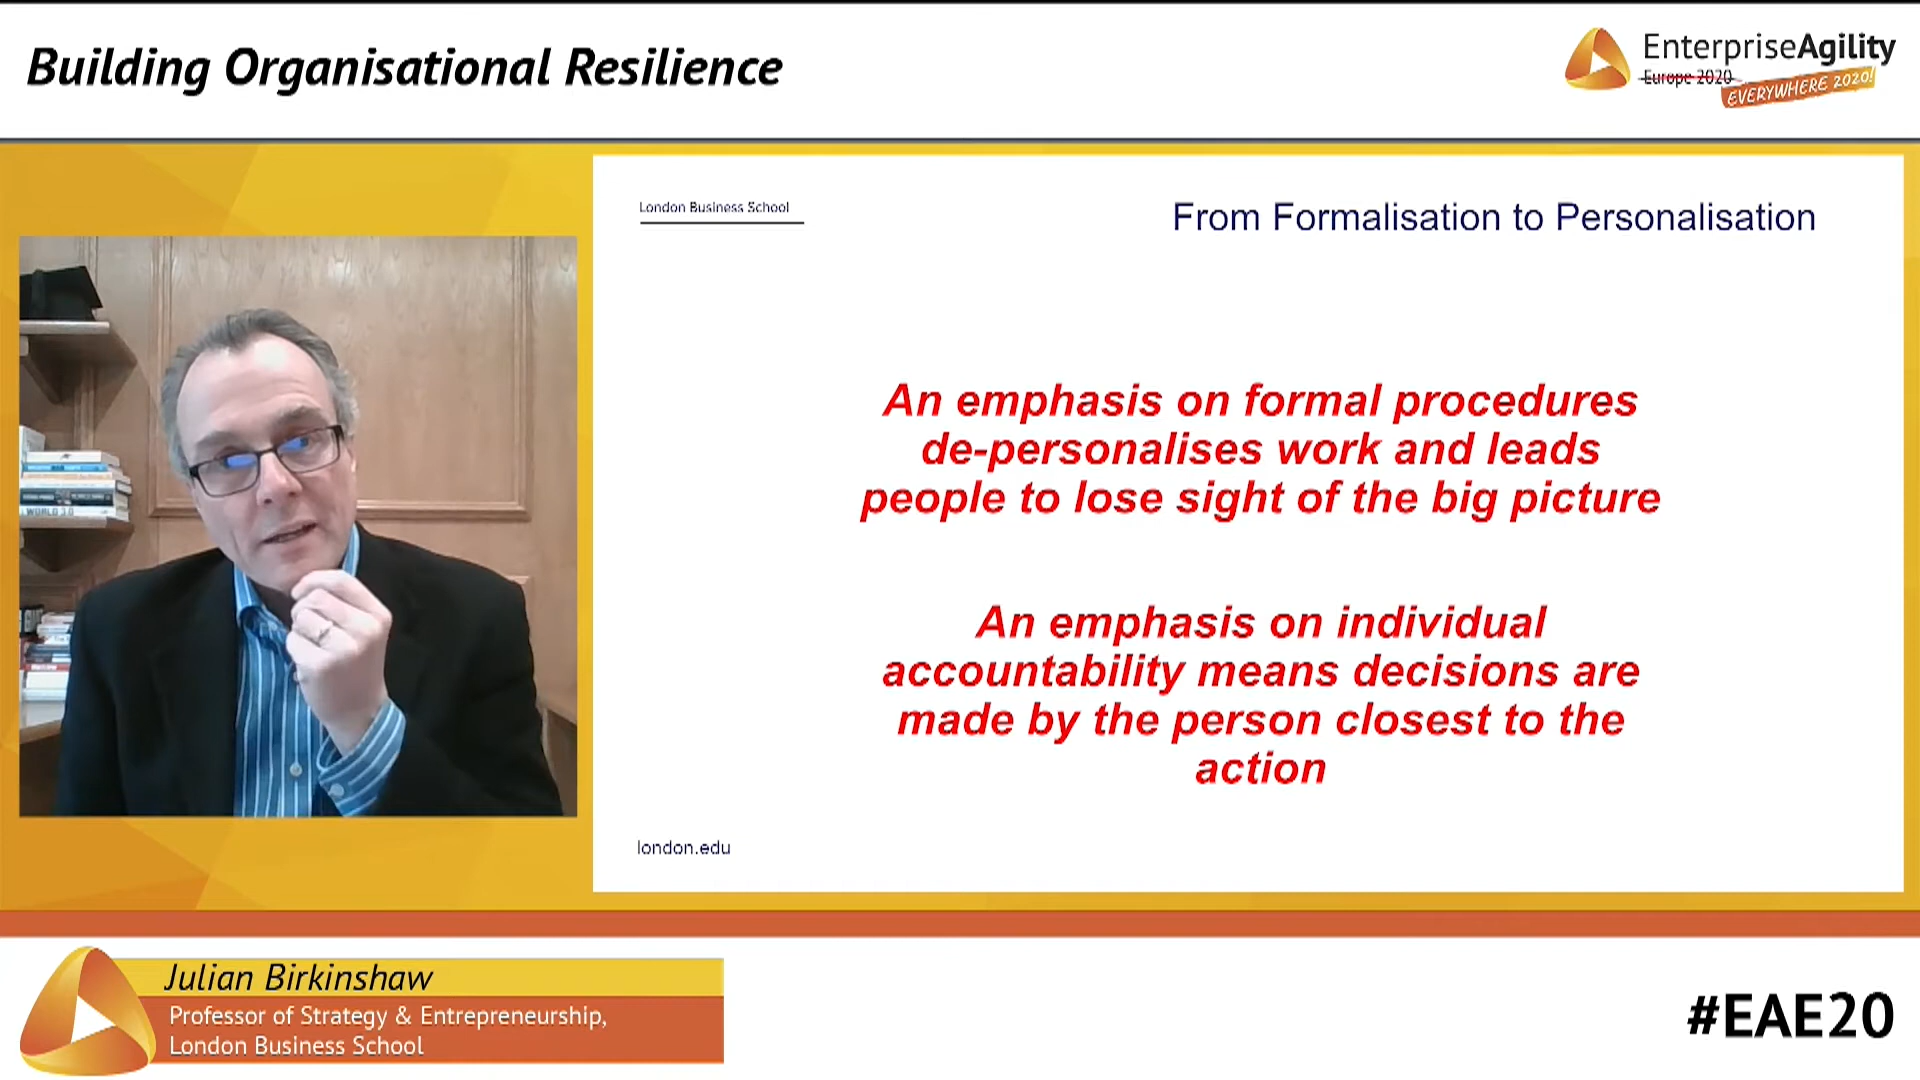 Building Organisational Resilience
EnterpriseAgility
Europe 2020
EVERYWHERE 2020!
London Business School
From Formalisation to Personalisation
An emphasis on formal procedures
de-personalises work and leads
people to lose sight of the big picture
An emphasis on individual
accountability means decisions are
made by the person closest to the
action
london.edu
WORLD 3.0
Julian Birkinshaw
Professor of Strategy & Entrepreneurship,
London Business School
#EAE20